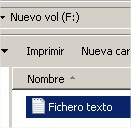 Nuevo vol (F:)
Imprimir Nueva car
Nombre
Fichero texto